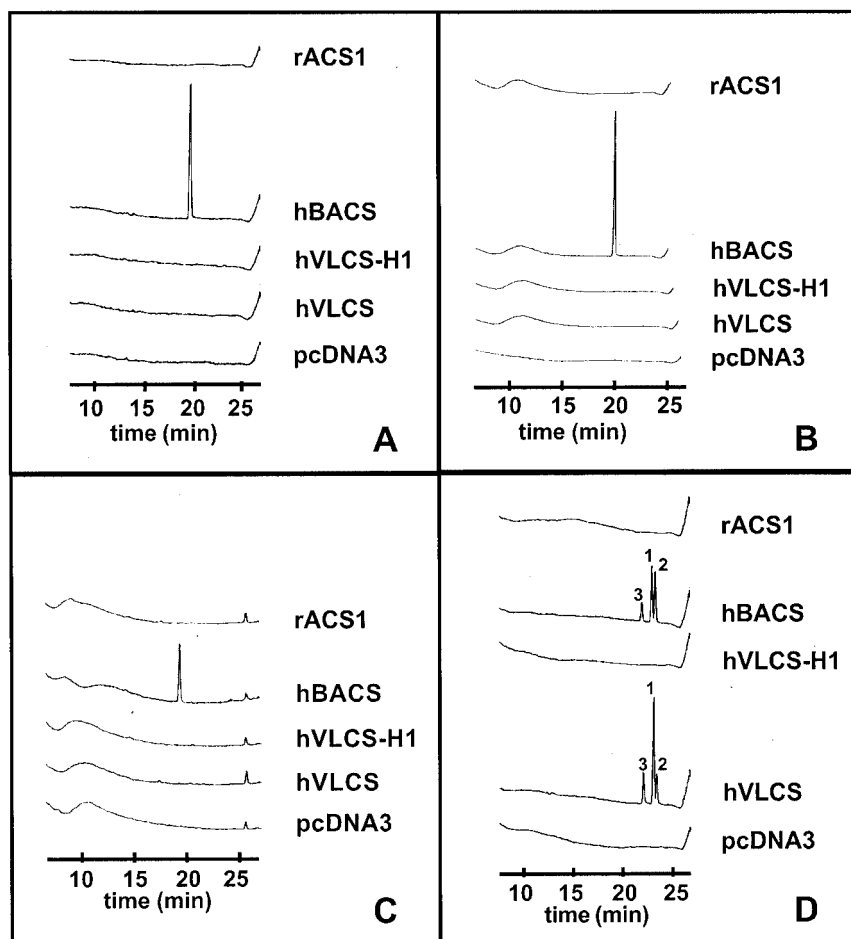 rACS1
hBACS
hVLCS-H1
hVLCS
pcDNA3
10 15 20 25
time (min)
A
rACS1
hBACS
hVLCS-H1
hVLCS
pcDNA3
10 15 20 25
time (min)
B
rACS1
hBACS
hVLCS-H1
hVLCS
pcDNA3
10 15 20 25
time (min)
C
rACS1
1
2
3
hBACS
hVLCS-H1
1
3 2
hVLCS
pcDNA3
10 15 20 25
time (min)
D